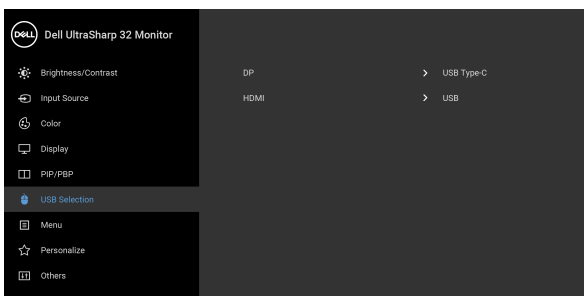 DELL Dell UltraSharp 32 Monitor
Brightness/Contrast
DP USB Type-C
Input Source
HDMI USB
Color
Display
PIP/PBP
USB Selection
Menu
Personalize
Others